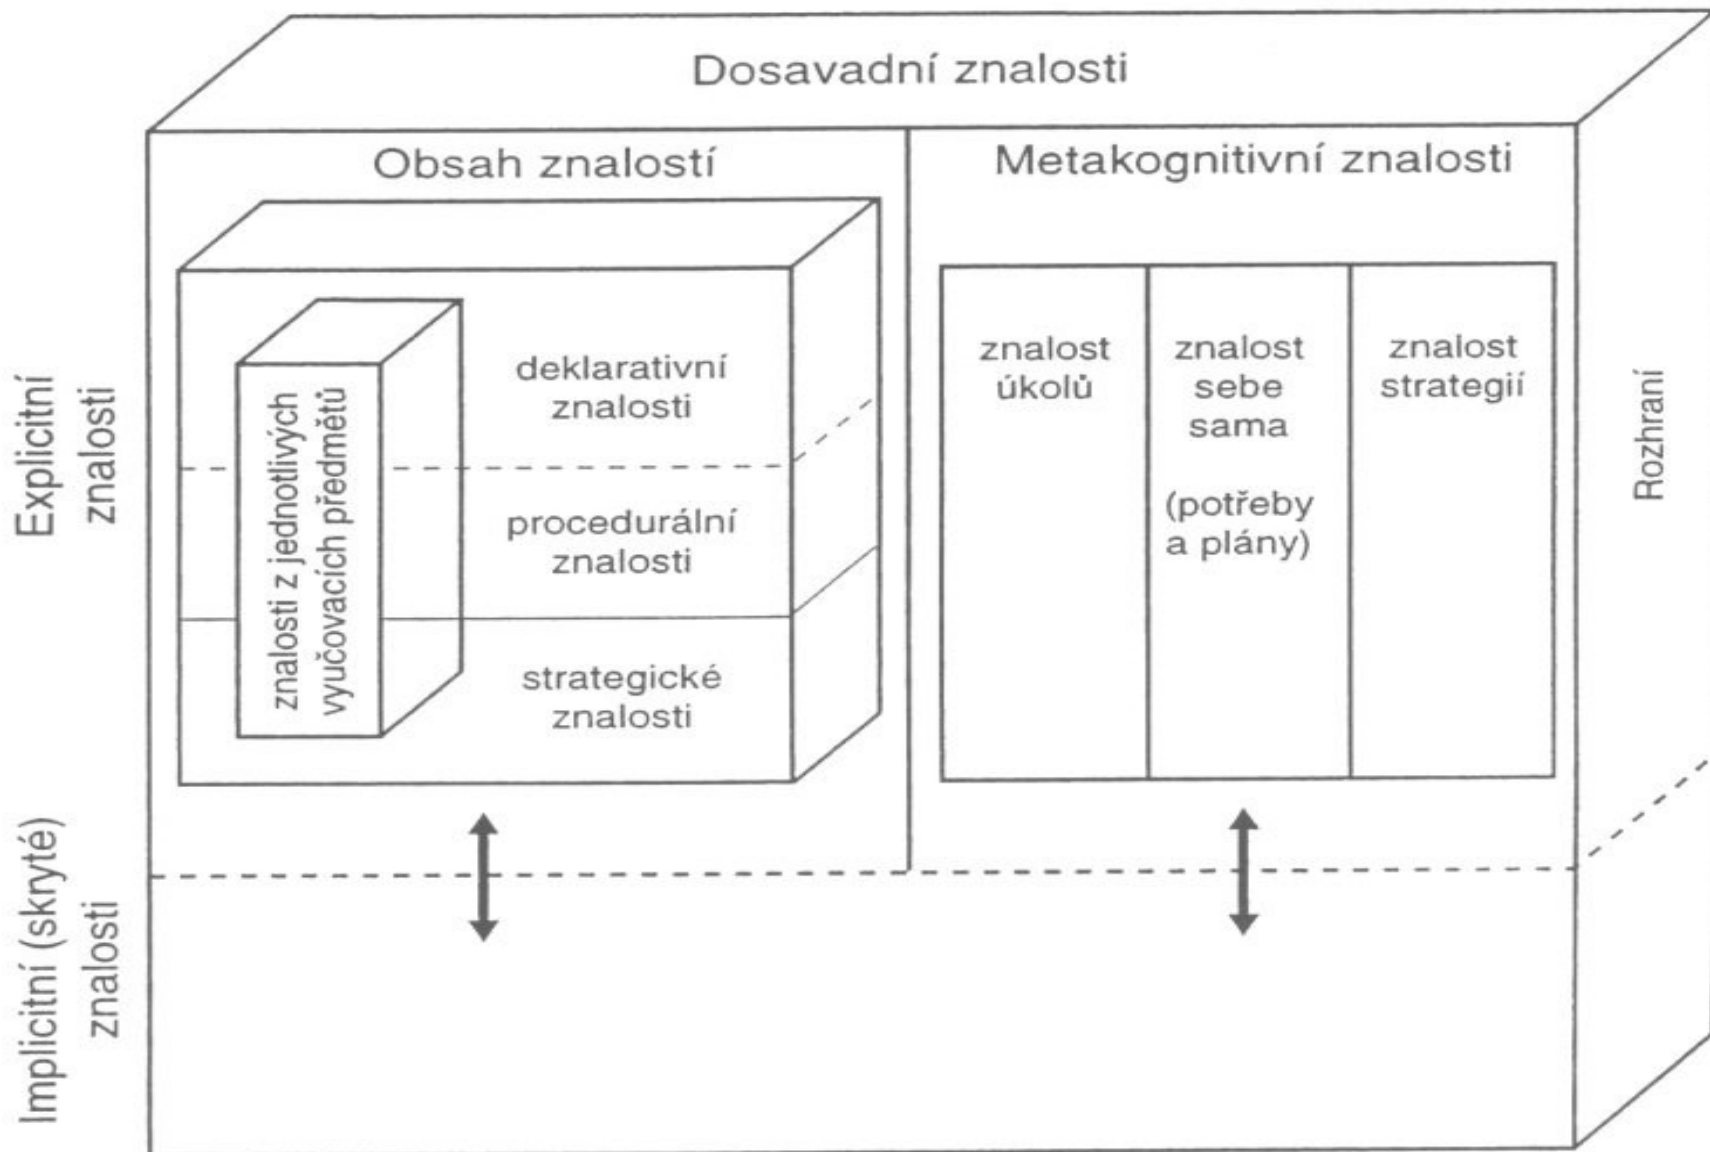 Dosavadní znalosti
Obsah znalostí
Metakognitivní znalosti
Explicitní
znalosti
znalosti z jednotlivých
vyučovacích předmětů
deklarativní
znalosti
procedurální
znalosti
strategické
znalosti
znalost
úkolů
znalost
sebe
sama
(potřeby
a plány)
znalost
strategií
Rozhraní
Implicitní (skryté)
znalosti